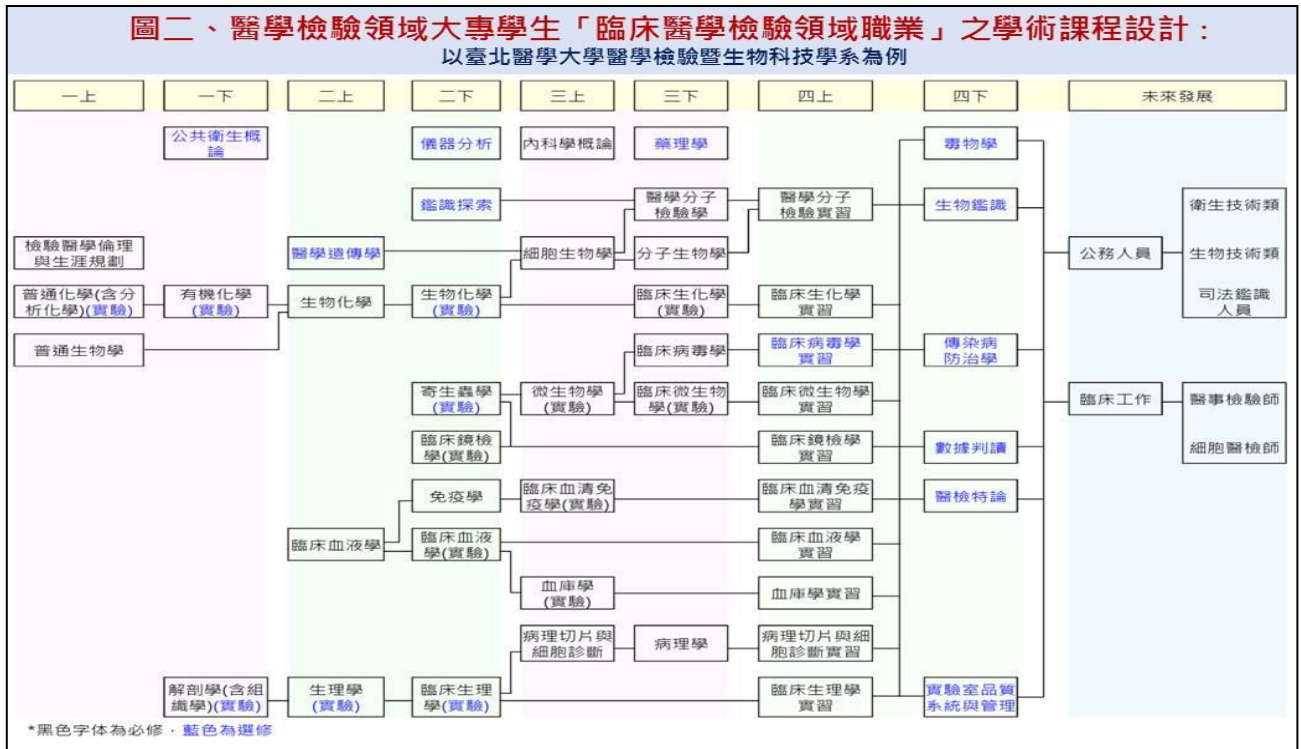 圖二、醫學檢驗領域大專學生「臨床醫學檢驗領域職業」之學術課程設計：
以臺北醫學大學醫學檢驗暨生物科技學系為例
一上
一下
二上
二下
三上
三下
四上
四下
未來發展
公共衛生概
論
儀器分析
內科學概論
藥理學
毒物學
鑑識探索
醫學分子
檢驗學
醫學分子
檢驗實習
生物鑑識
衛生技術類
檢驗醫學倫理
與生涯規劃
醫學遺傳學
細胞生物學
分子生物學
公務人員
生物技術類
普通化學(含分
析化學)(實驗)
有機化學
(實驗)
生物化學
生物化學
(實驗)
臨床生化學
(實驗)
臨床生化學
實習
司法鑑識
人員
普通生物學
臨床病毒學
臨床病毒學
實習
傳染病
防治學
寄生蟲學
(實驗)
微生物學
(實驗)
臨床微生物
學(實驗)
臨床微生物學
實習
臨床工作
醫事檢驗師
臨床鏡檢
學(實驗)
臨床鏡檢學
實習
數據判讀
細胞醫檢師
免疫學
臨床血清免
疫學(實驗)
臨床血清免疫
學實習
醫檢特論
臨床血液學
臨床血液
學(實驗)
臨床血液學
實習
血庫學
(實驗)
血庫學實習
病理切片與
細胞診斷
病理學
病理切片與細
胞診斷實習
解剖學(含組
織學)(實驗)
生理學
(實驗)
臨床生理
學(實驗)
臨床生理學
實習
實驗室品質
系統與管理
*黑色字体為必修，藍色為選修